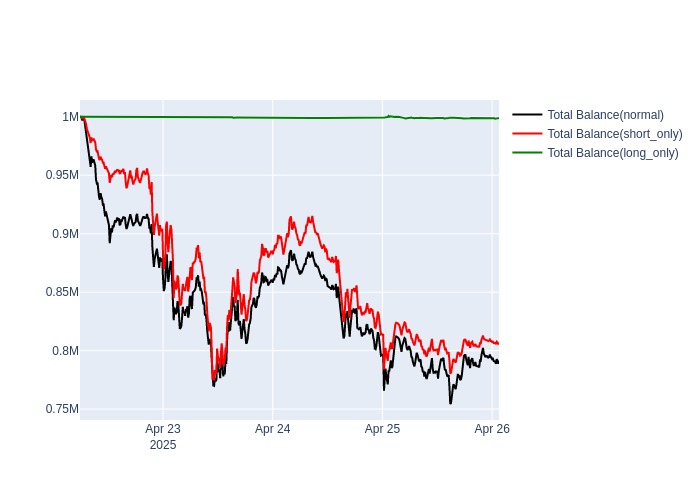 1M
0.95M
0.9M
0.85M
0.8M
0.75M
Apr 23
2025
Apr 24
Apr 25
Apr 26
Total Balance(normal)
Total Balance(short_only)
Total Balance(long_only)